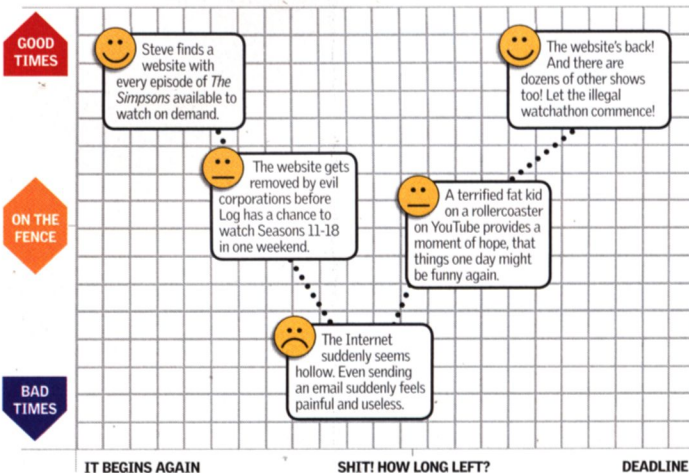 GOOD
TIMES
Steve finds a
website with
every episode of The
Simpsons available to
watch on demand.
The website's back!
And there are
dozens of other shows
too! Let the illegal
watchathon commence!
ON THE
FENCE
The website gets
removed by evil
corporations before
Log has a chance to
watch Seasons 11-18
in one weekend.
A terrified fat kid
on a rollercoaster
on YouTube provides a
moment of hope, that
things one day might
be funny again.
The Internet
suddenly seems
hollow. Even sending
an email suddenly feels
painful and useless.
BAD
TIMES
IT BEGINS AGAIN
SHIT! HOW LONG LEFT?
DEADLINE